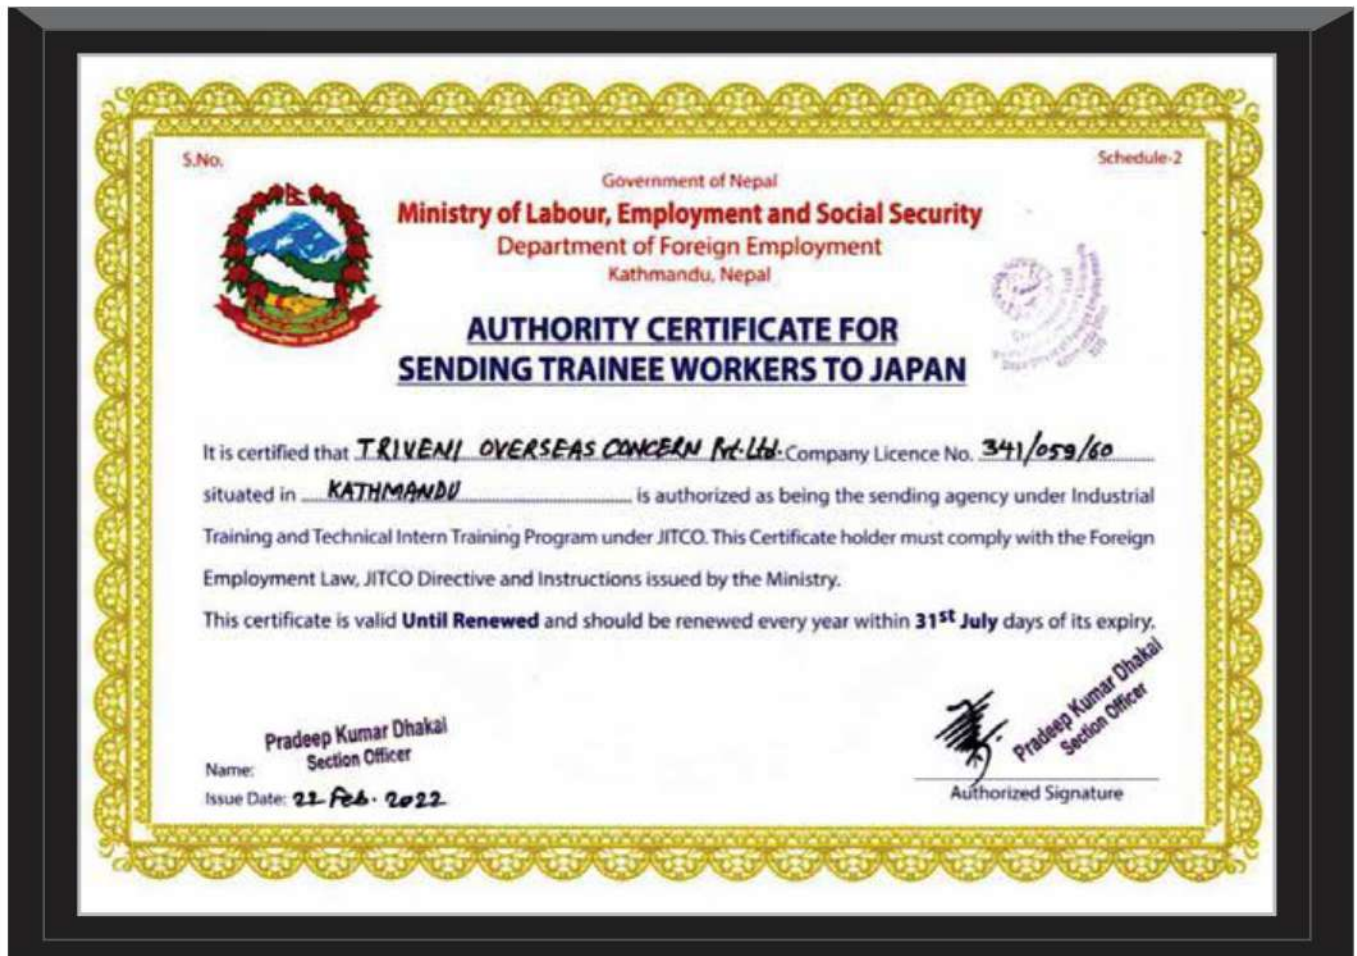 S.No.
Schedule-2
Government of Nepal
Ministry of Labour, Employment and Social Security
Department of Foreign Employment
Kathmandu, Nepal
AUTHORITY CERTIFICATE FOR
SENDING TRAINEE WORKERS TO JAPAN
It is certified that TRIVENI OVERSEAS CONCERN Pvt. Ltd. Company Licence No. 341/059/60
situated in KATHMANDU is authorized as being the sending agency under Industrial
Training and Technical Intern Training Program under JITCO. This Certificate holder must comply with the Foreign
Employment Law, JITCO Directive and Instructions issued by the Ministry.
This certificate is valid Until Renewed and should be renewed every year within 31st July days of its expiry.
Pradeep Kumar Dhakal
Section Officer
Name:
Issue Date: 22 Feb. 2022
Pradeep Kumar Dhakal
Section Officer
Authorized Signature